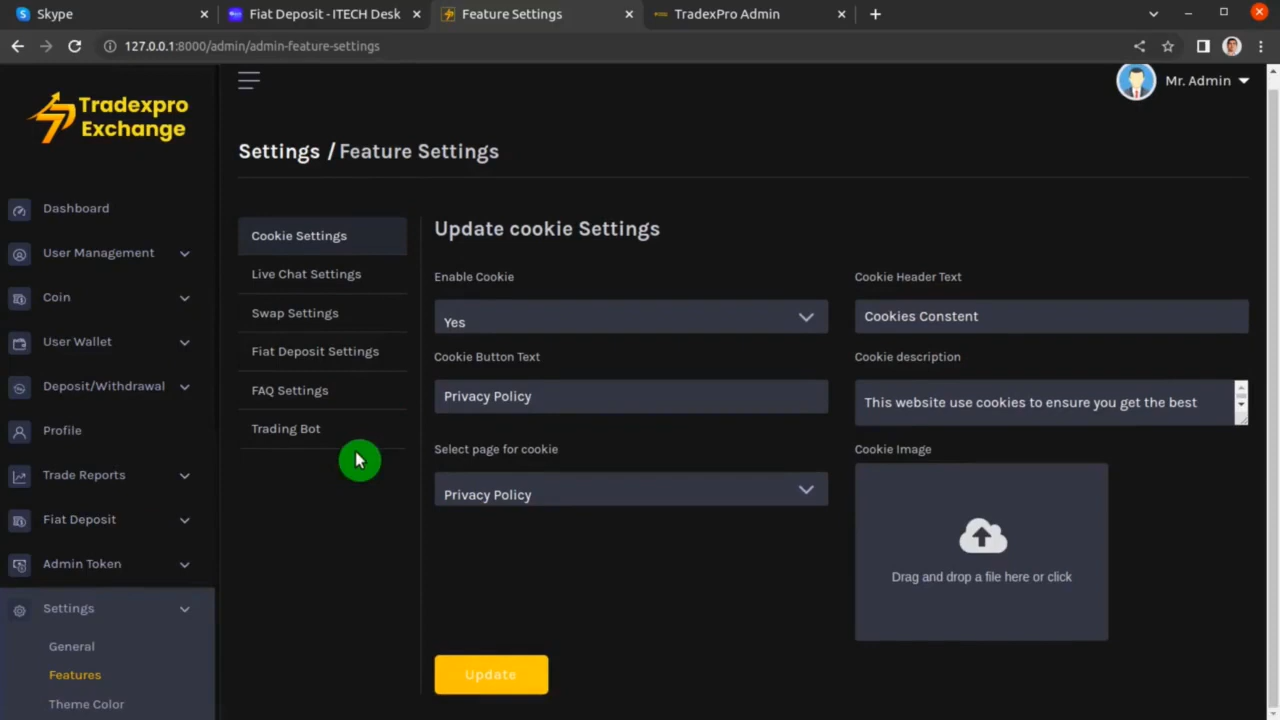 Skype
Fiat Deposit - ITECH Desk
Feature Settings
TradexPro Admin
127.0.0.1:8000/admin/admin-feature-settings
Tradexpro
Exchange
Mr. Admin
Settings / Feature Settings
Dashboard
User Management
Coin
User Wallet
Deposit/Withdrawal
Profile
Trade Reports
Fiat Deposit
Admin Token
Settings
General
Features
Theme Color
Cookie Settings
Live Chat Settings
Swap Settings
Fiat Deposit Settings
FAQ Settings
Trading Bot
Update cookie Settings
Enable Cookie
Yes
Cookie Header Text
Cookies Constent
Cookie Button Text
Privacy Policy
Cookie description
This website use cookies to ensure you get the best
Select page for cookie
Privacy Policy
Cookie Image
Drag and drop a file here or click
Update